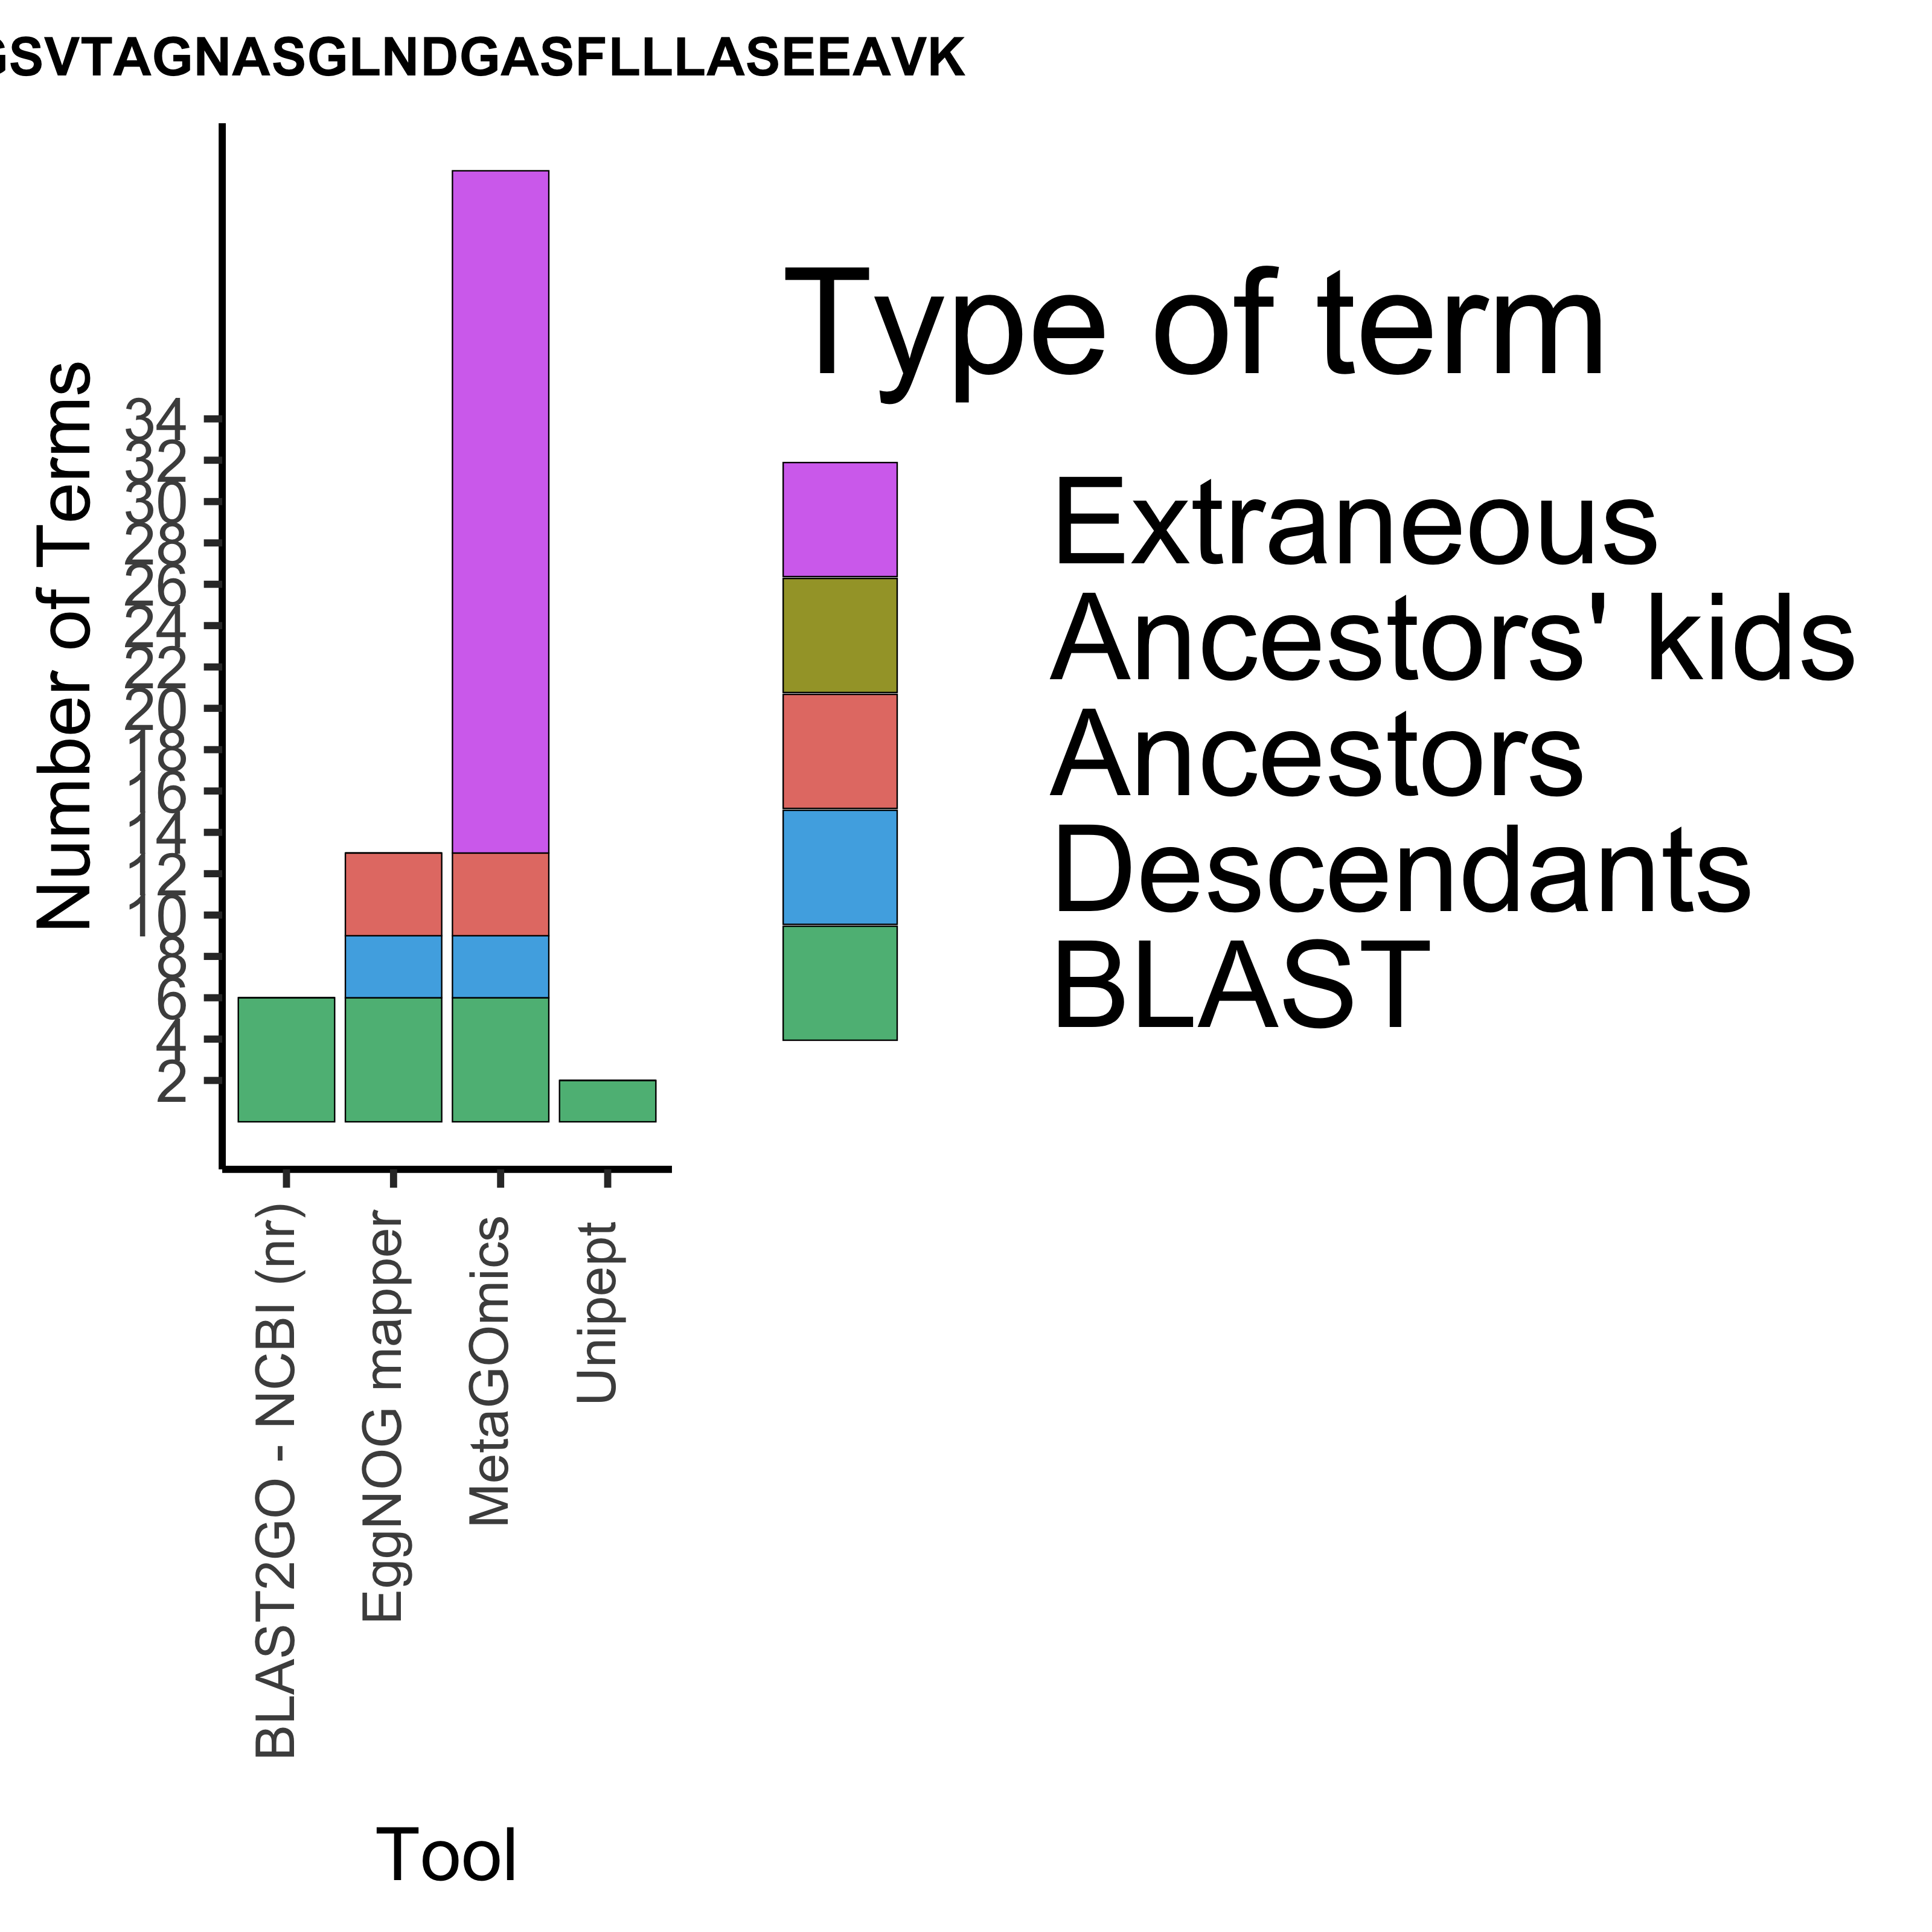 GSVTAGNASGLNDGASFLLLASEEAVK
Number of Terms
34
32
30
28
26
24
22
20
18
16
14
12
10
8
6
4
2
Type of term
Extraneous
Ancestors' kids
Ancestors
Descendants
BLAST
BLAST2GO - NCBI (nr)
EggNOG mapper
MetaGOmics
Unipept
Tool